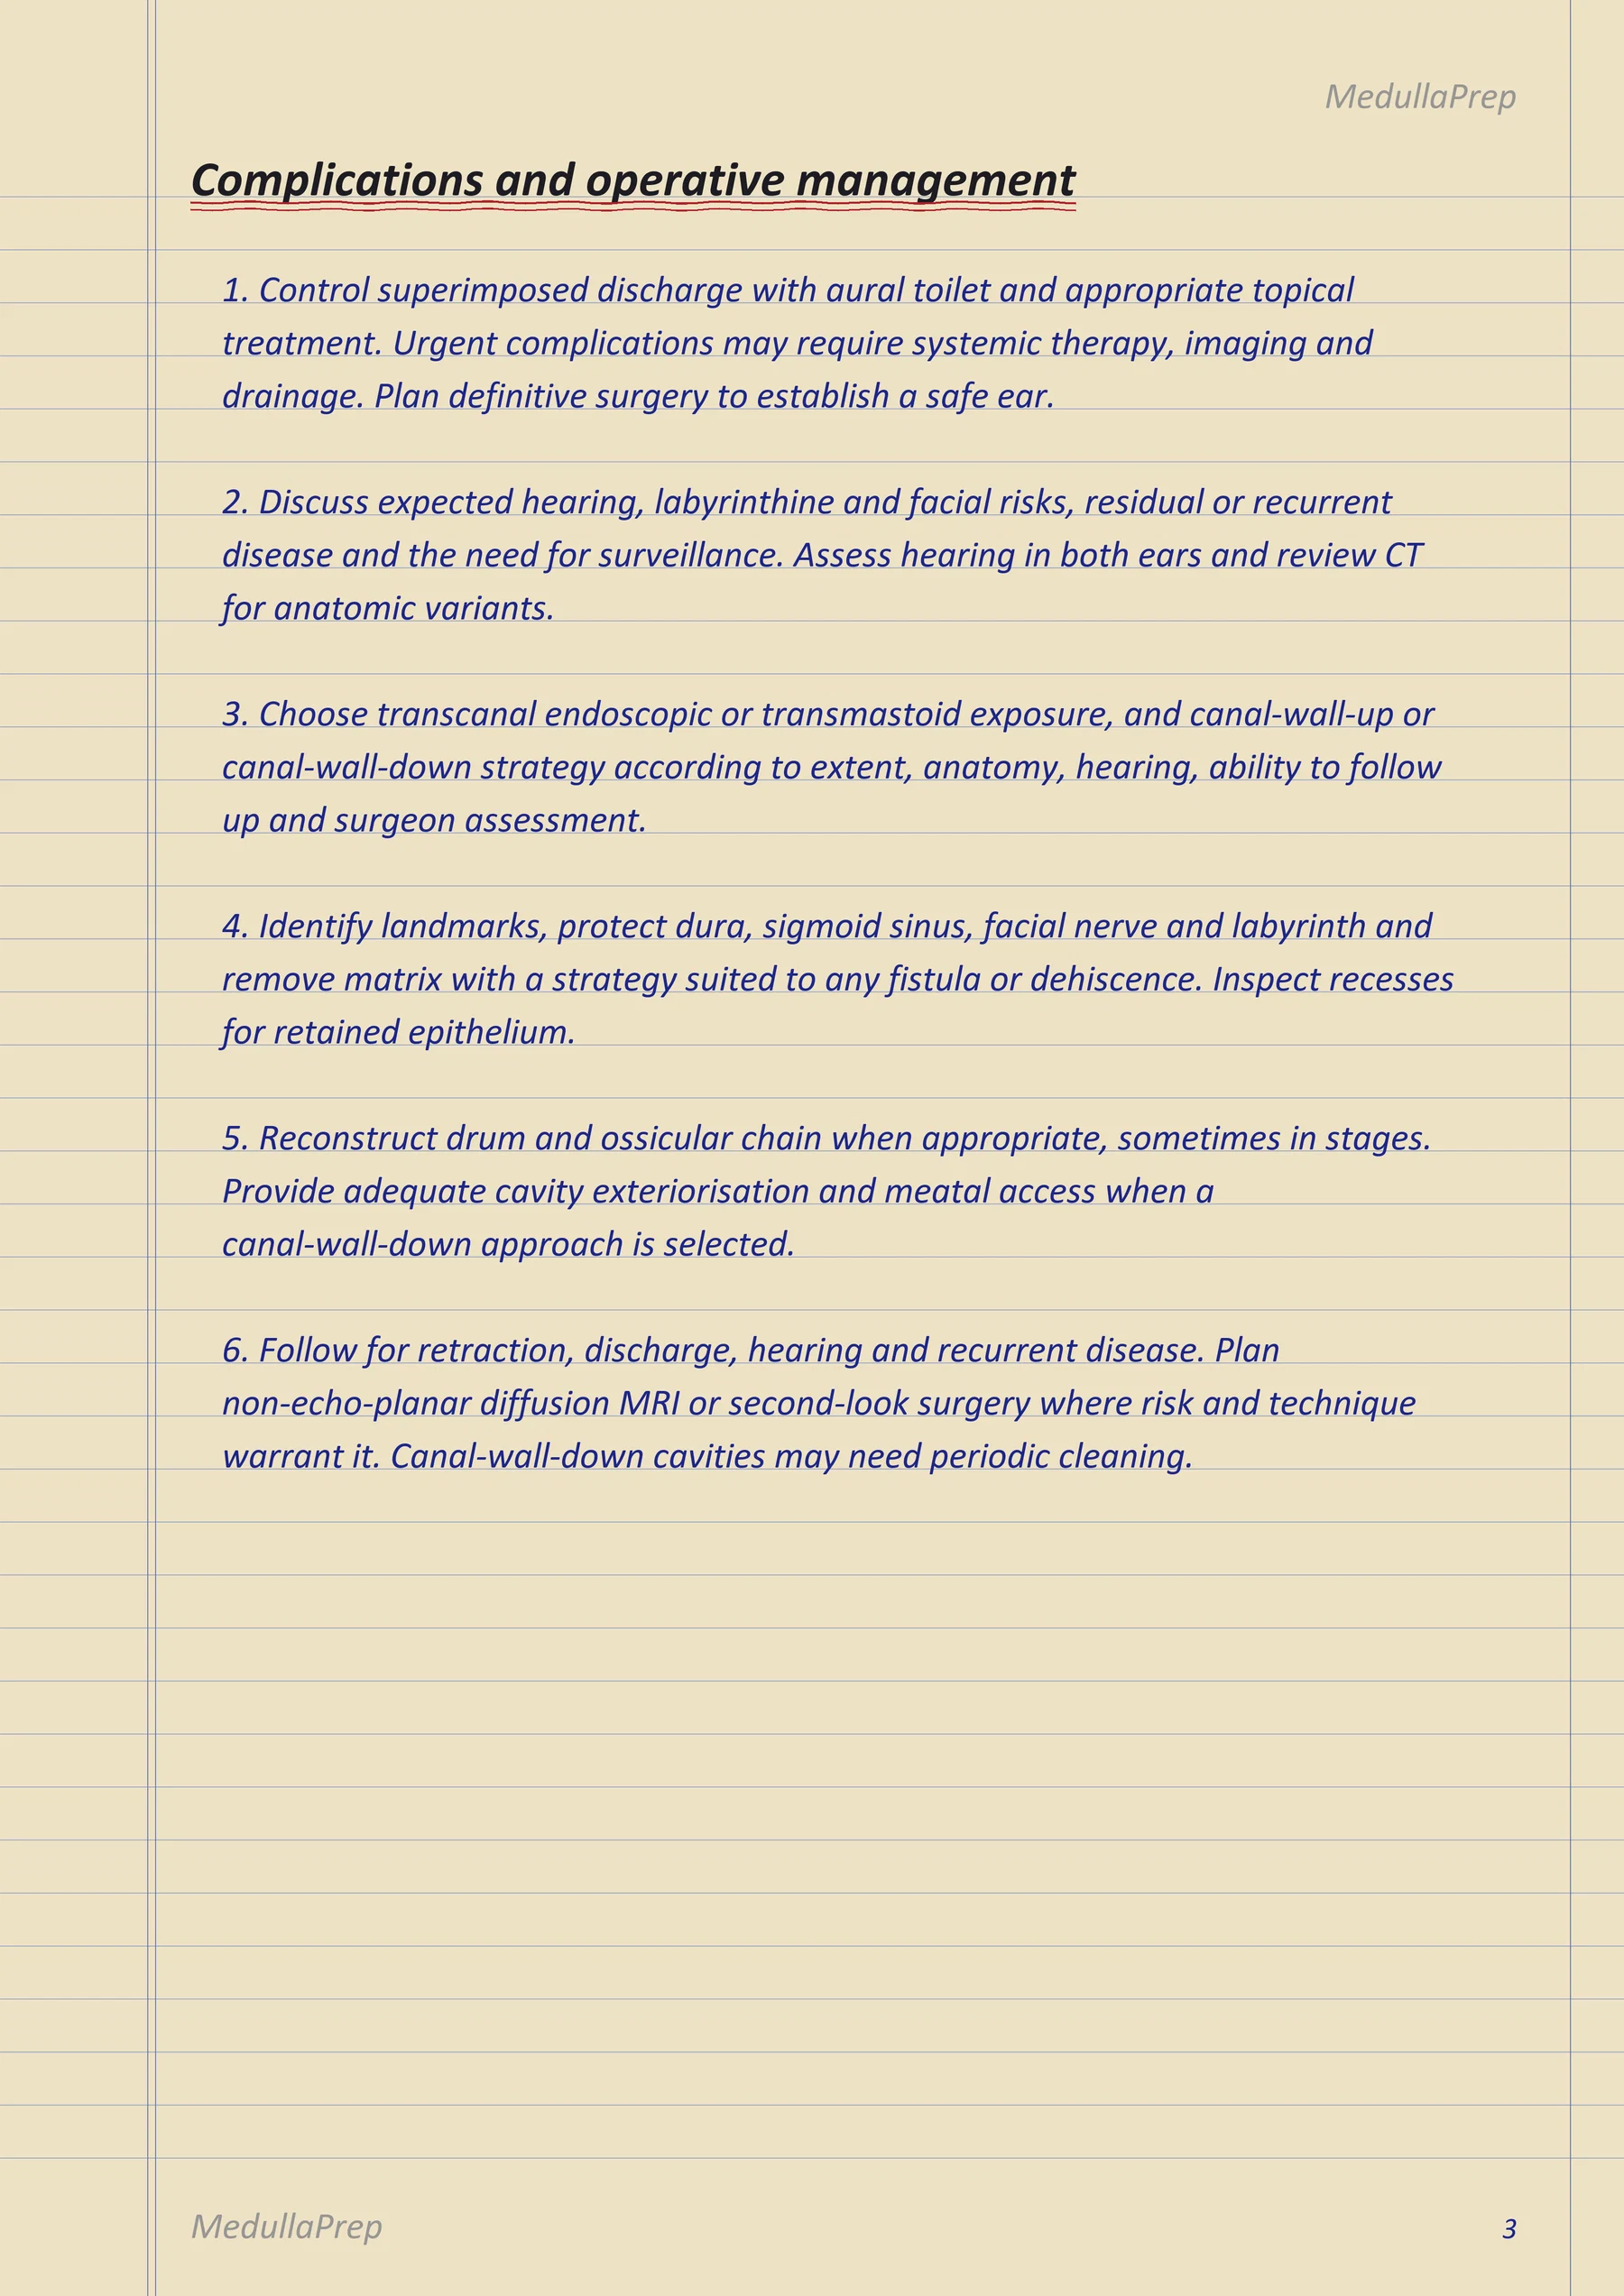 MedullaPrep
Complications and operative management
1. Control superimposed discharge with aural toilet and appropriate topical
treatment. Urgent complications may require systemic therapy, imaging and
drainage. Plan definitive surgery to establish a safe ear.
2. Discuss expected hearing, labyrinthine and facial risks, residual or recurrent
disease and the need for surveillance. Assess hearing in both ears and review CT
for anatomic variants.
3. Choose transcanal endoscopic or transmastoid exposure, and canal-wall-up or
canal-wall-down strategy according to extent, anatomy, hearing, ability to follow
up and surgeon assessment.
4. Identify landmarks, protect dura, sigmoid sinus, facial nerve and labyrinth and
remove matrix with a strategy suited to any fistula or dehiscence. Inspect recesses
for retained epithelium.
5. Reconstruct drum and ossicular chain when appropriate, sometimes in stages.
Provide adequate cavity exteriorisation and meatal access when a
canal-wall-down approach is selected.
6. Follow for retraction, discharge, hearing and recurrent disease. Plan
non-echo-planar diffusion MRI or second-look surgery where risk and technique
warrant it. Canal-wall-down cavities may need periodic cleaning.
MedullaPrep
3